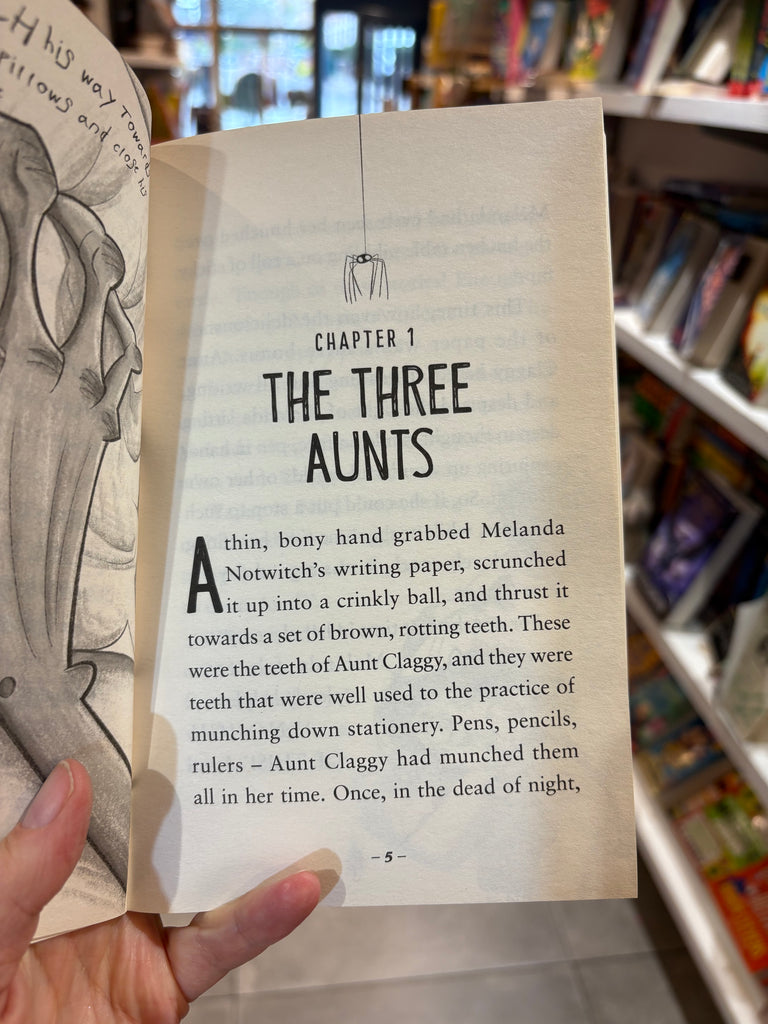 his way Towar
pillows and close his
CHAPTER 1
THE THREE
AUNTS
A thin, bony hand grabbed Melanda
Notwitch’s writing paper, scrunched
it up into a crinkly ball, and thrust it
towards a set of brown, rotting teeth. These
were the teeth of Aunt Claggy, and they were
teeth that were well used to the practice of
munching down stationery. Pens, pencils,
rulers – Aunt Claggy had munched them
all in her time. Once, in the dead of night,
– 5 –